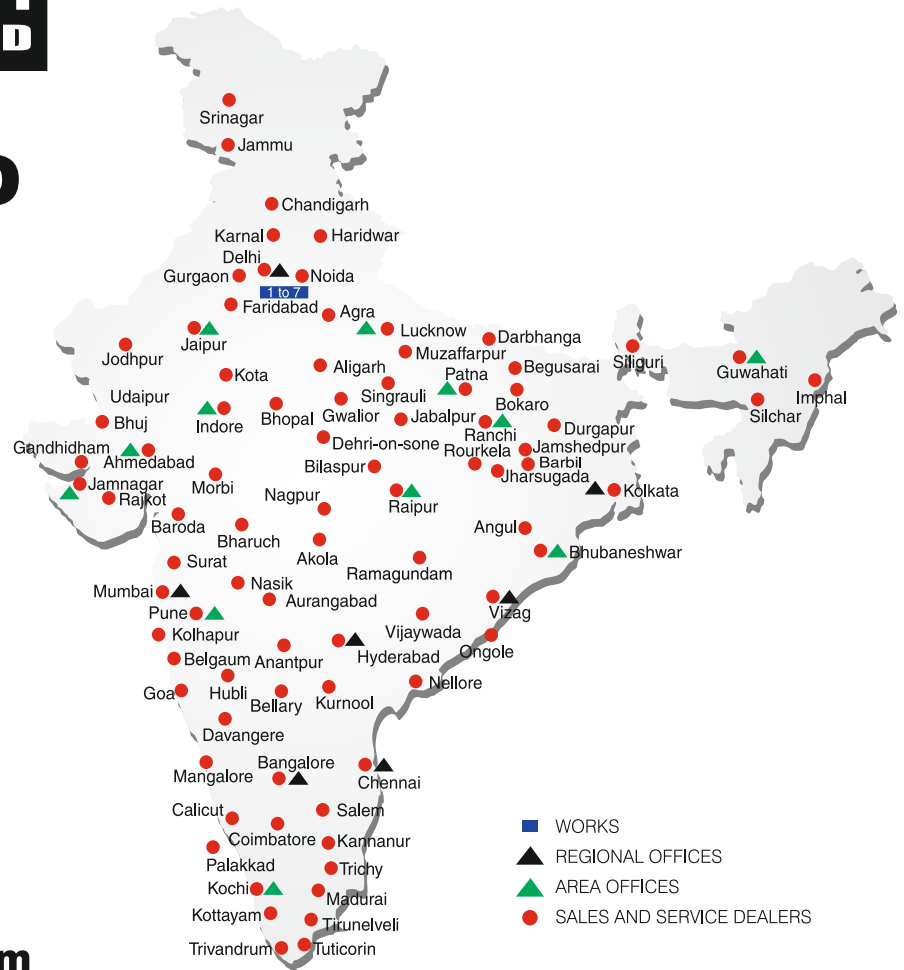 D
Srinagar
Jammu
Chandigarh
Karnal
Haridwar
Delhi
Gurgaon
Noida
1 to 7
Faridabad
Agra
Jaipur
Lucknow
Darbhanga
Jodhpur
Muzaffarpur
Siliguri
Guwahati
Kota
Aligarh
Patna
Begusarai
Imphal
Udaipur
Singrauli
Bokaro
Silchar
Bhuj
Indore
Bhopal
Gwalior
Jabalpur
Ranchi
Durgapur
Gandhidham
Ahmedabad
Dehri-on-sone
Rourkela
Jamshedpur
Barbil
Bilaspur
Jharsugada
Jamnagar
Rajkot
Morbi
Nagpur
Raipur
Kolkata
Baroda
Bharuch
Akola
Angul
Bhubaneshwar
Surat
Ramagundam
Nasik
Mumbai
Aurangabad
Pune
Vizag
Kolhapur
Vijaywada
Ongole
Belgaum
Anantpur
Hyderabad
Goa
Hubli
Bellary
Kurnool
Nellore
Davangere
Mangalore
Bangalore
Chennai
Calicut
Salem
Coimbatore
Kannanur
Palakkad
Trichy
Kochi
Madurai
Kottayam
Tirunelveli
Trivandrum
Tuticorin
WORKS
REGIONAL OFFICES
AREA OFFICES
SALES AND SERVICE DEALERS
m